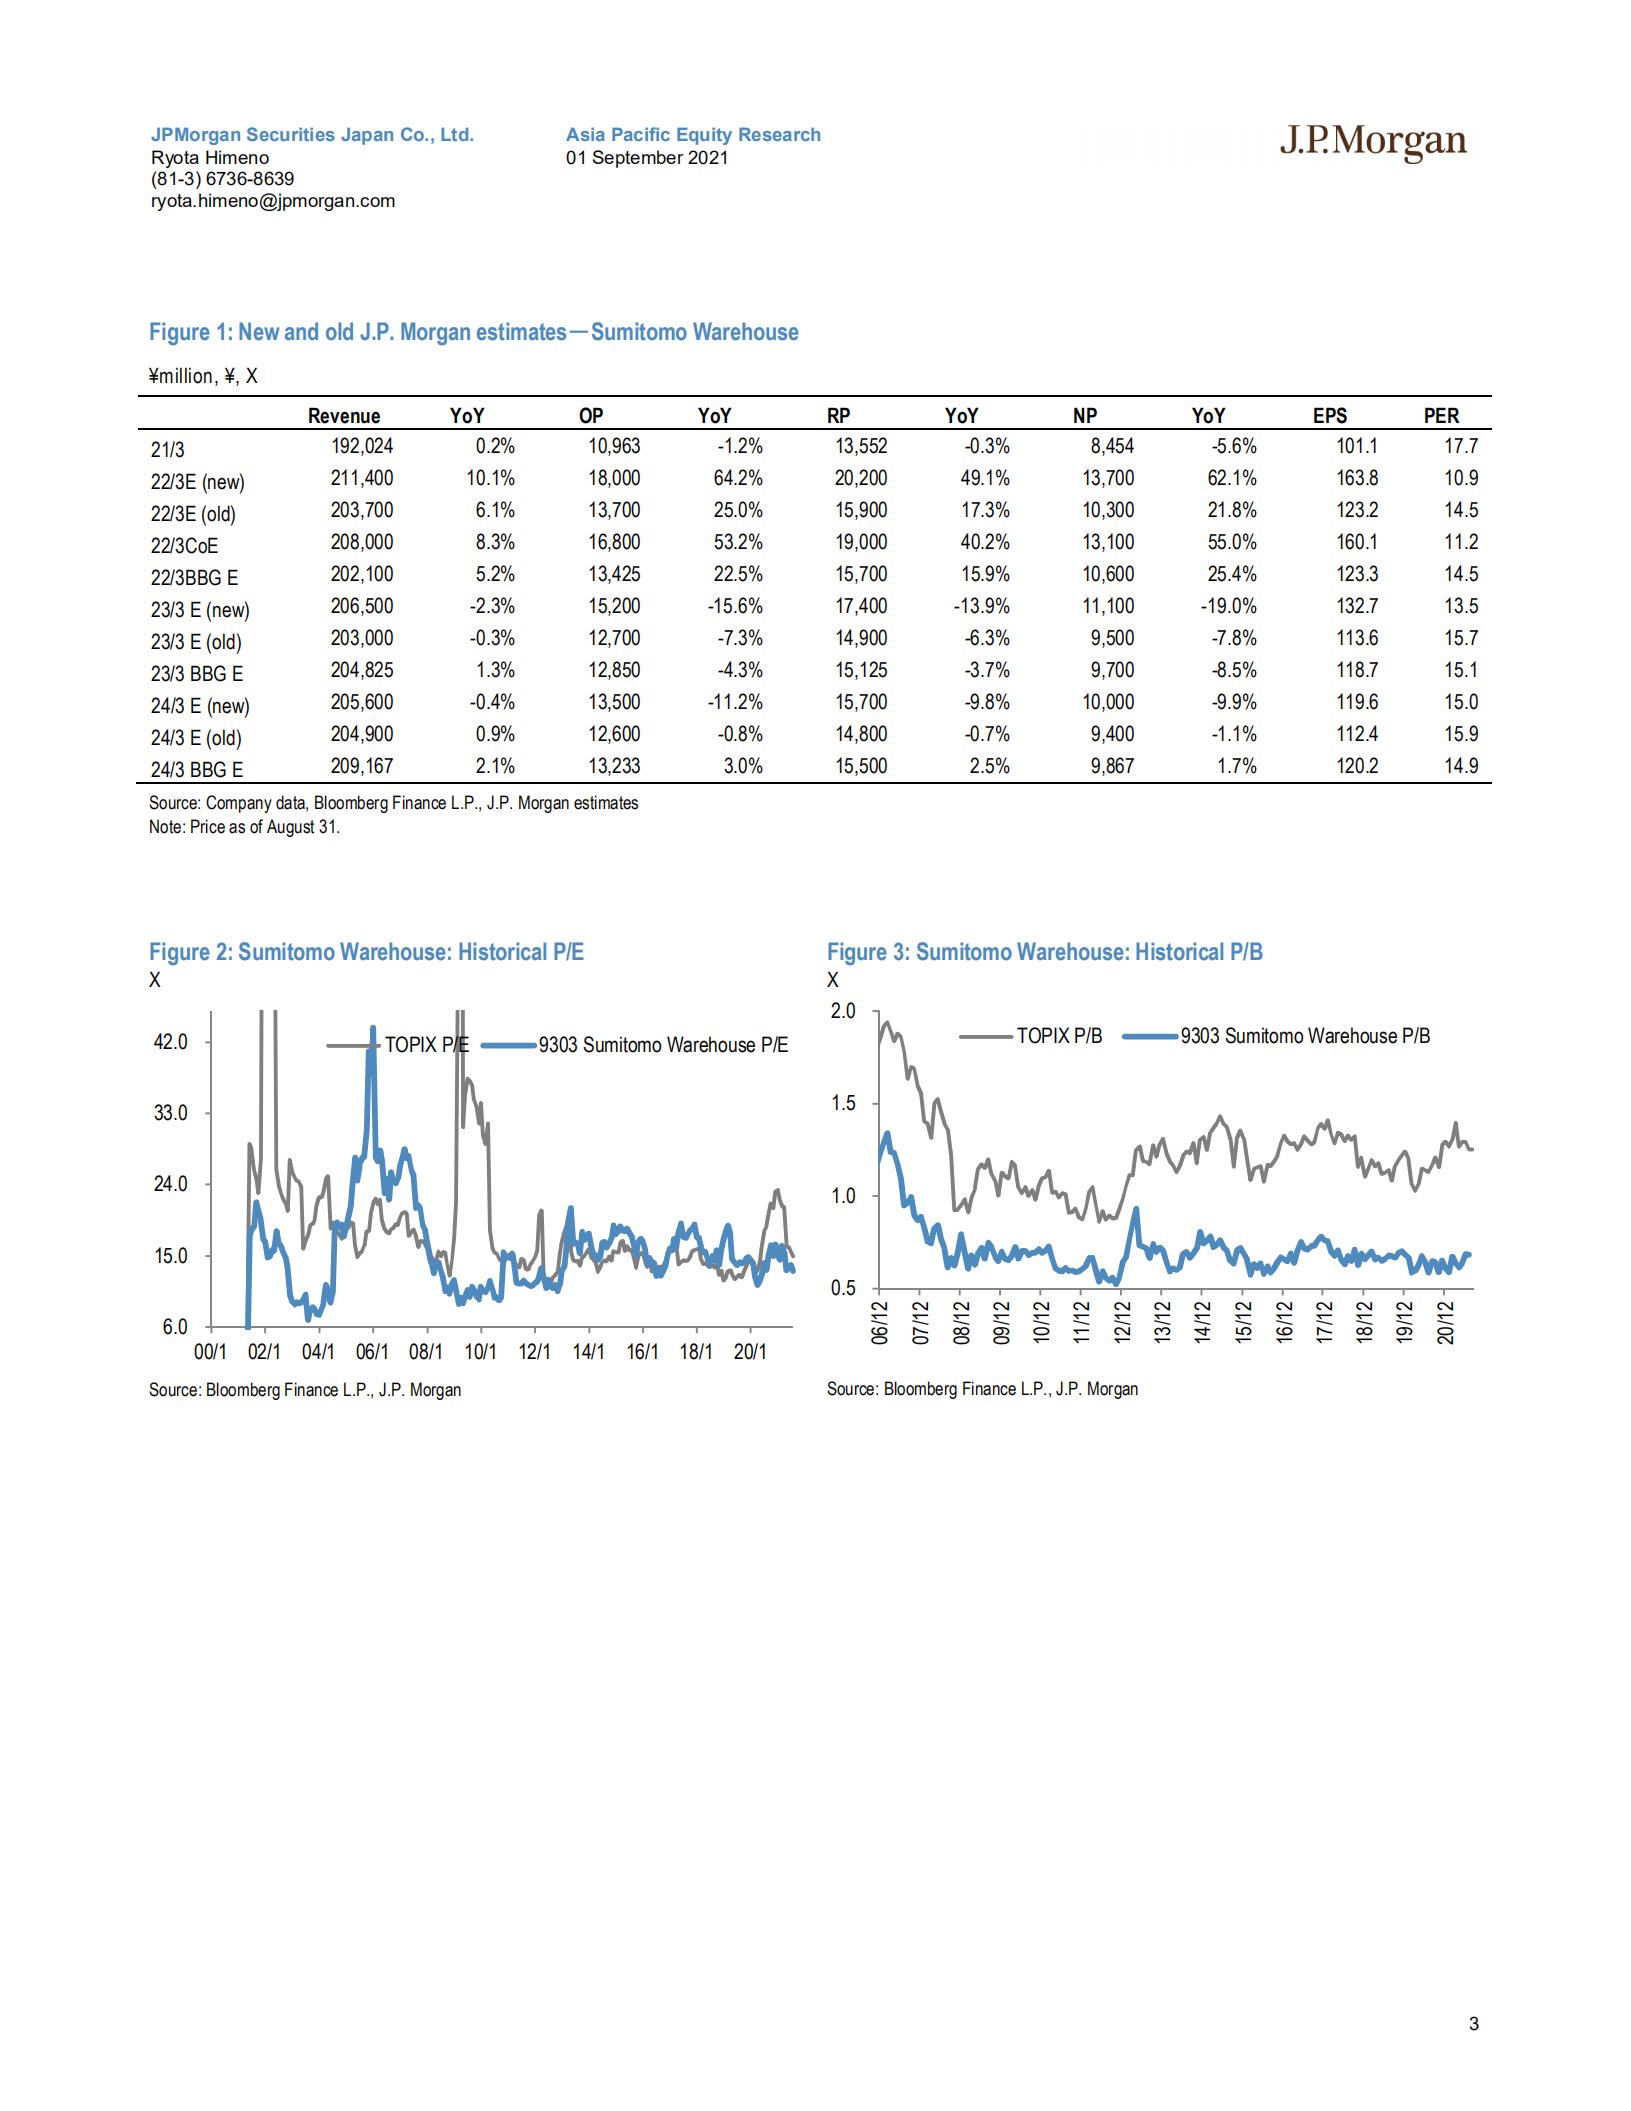 JPMorgan Securities Japan Co., Ltd.
Ryota Himeno
(81-3) 6736-8639
ryota.himeno@jpmorgan.com
Asia Pacific Equity Research
01 September 2021
J.P.Morgan
Figure 1: New and old J.P. Morgan estimates—Sumitomo Warehouse
¥million, ¥, X
Revenue YoY OP YoY RP YoY NP YoY EPS PER
21/3 192,024 0.2% 10,963 -1.2% 13,552 -0.3% 8,454 -5.6% 101.1 17.7
22/3E (new) 211,400 10.1% 18,000 64.2% 20,200 49.1% 13,700 62.1% 163.8 10.9
22/3E (old) 203,700 6.1% 13,700 25.0% 15,900 17.3% 10,300 21.8% 123.2 14.5
22/3CoE 208,000 8.3% 16,800 53.2% 19,000 40.2% 13,100 55.0% 160.1 11.2
22/3BBG E 202,100 5.2% 13,425 22.5% 15,700 15.9% 10,600 25.4% 123.3 14.5
23/3 E (new) 206,500 -2.3% 15,200 -15.6% 17,400 -13.9% 11,100 -19.0% 132.7 13.5
23/3 E (old) 203,000 -0.3% 12,700 -7.3% 14,900 -6.3% 9,500 -7.8% 113.6 15.7
23/3 BBG E 204,825 1.3% 12,850 -4.3% 15,125 -3.7% 9,700 -8.5% 118.7 15.1
24/3 E (new) 205,600 -0.4% 13,500 -11.2% 15,700 -9.8% 10,000 -9.9% 119.6 15.0
24/3 E (old) 204,900 0.9% 12,600 -0.8% 14,800 -0.7% 9,400 -1.1% 112.4 15.9
24/3 BBG E 209,167 2.1% 13,233 3.0% 15,500 2.5% 9,867 1.7% 120.2 14.9
Source: Company data, Bloomberg Finance L.P., J.P. Morgan estimates
Note: Price as of August 31.
Figure 2: Sumitomo Warehouse: Historical P/E
X
TOPIX P/E 9303 Sumitomo Warehouse P/E
42.0
33.0
24.0
15.0
6.0
00/1 02/1 04/1 06/1 08/1 10/1 12/1 14/1 16/1 18/1 20/1
Source: Bloomberg Finance L.P., J.P. Morgan
Figure 3: Sumitomo Warehouse: Historical P/B
X
TOPIX P/B 9303 Sumitomo Warehouse P/B
2.0
1.5
1.0
0.5
06/12 07/12 08/12 09/12 10/12 11/12 12/12 13/12 14/12 15/12 16/12 17/12 18/12 19/12 20/12
Source: Bloomberg Finance L.P., J.P. Morgan
3